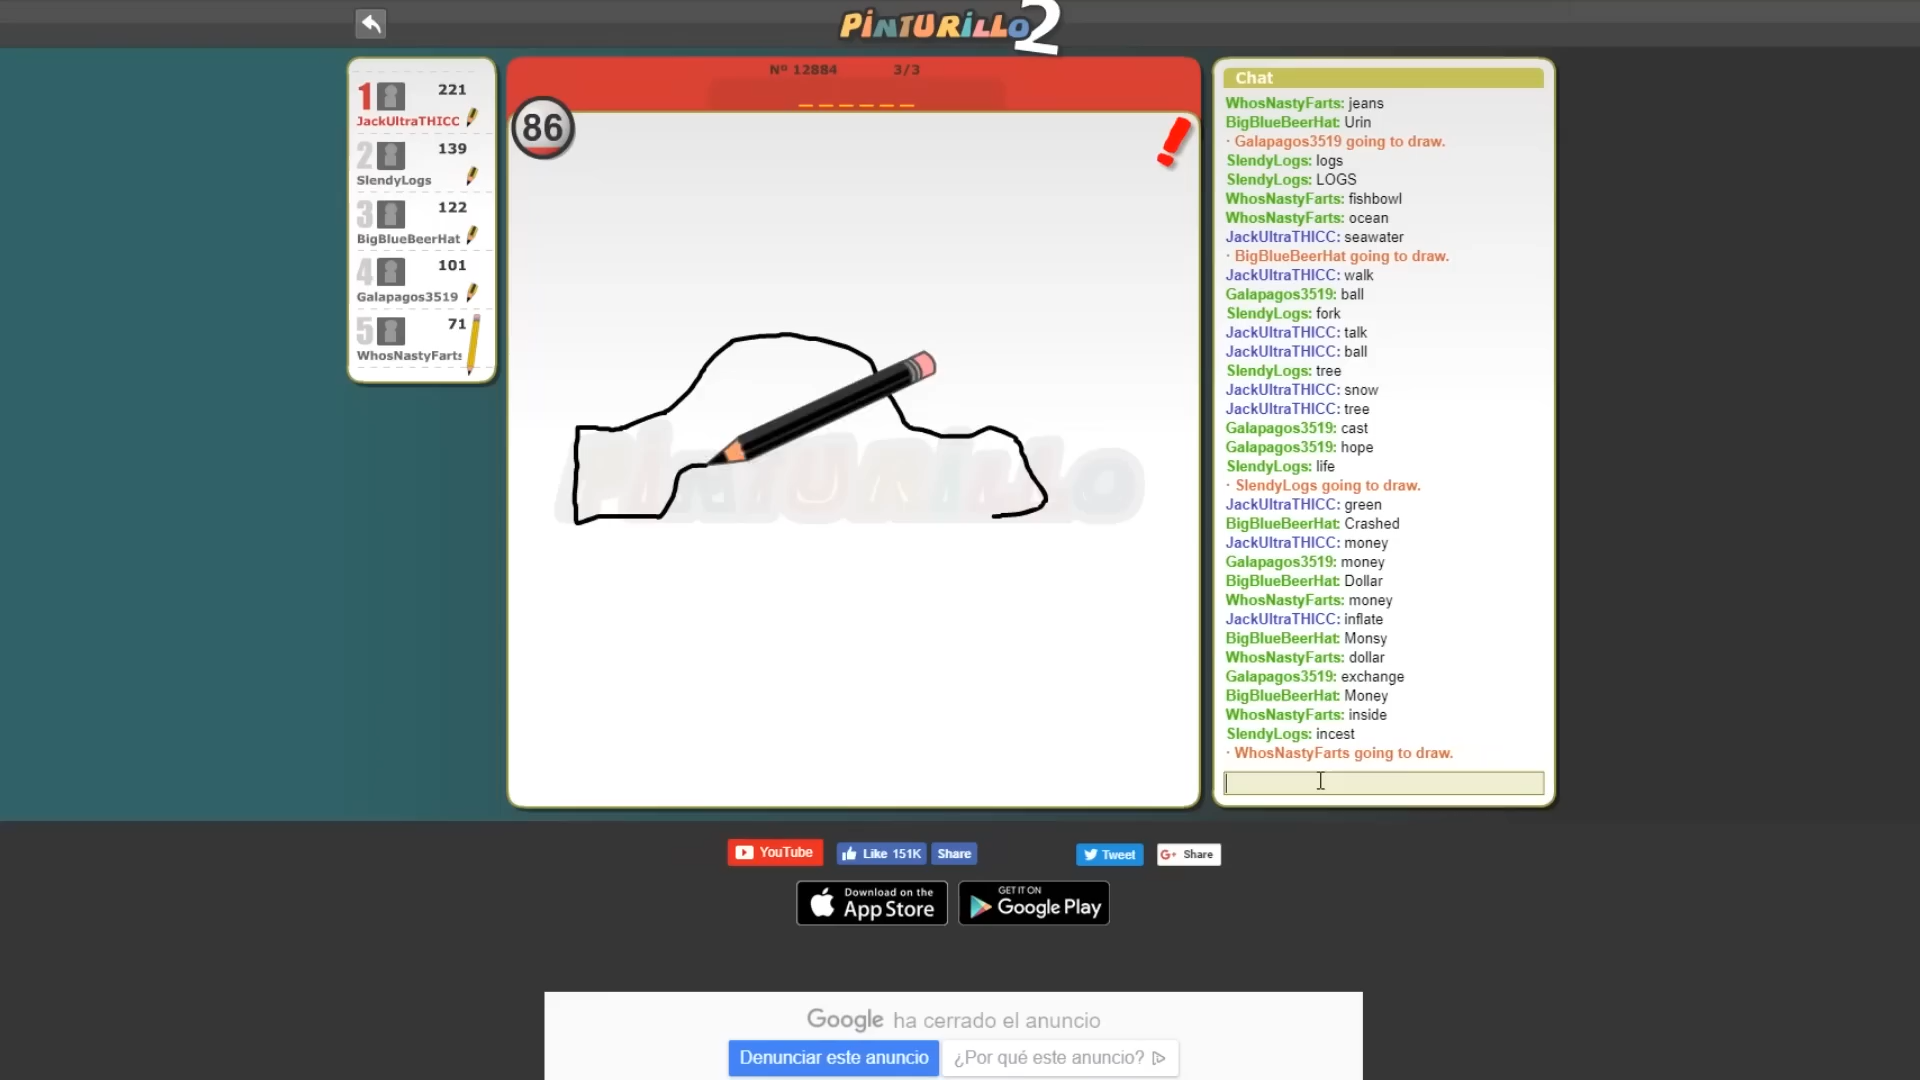 PINTURILLO 2
Nº 12884 3/3
86
1 221
JackUltraTHICC
2 139
SlendyLogs
3 122
BigBlueBeerHat
4 101
Galapagos3519
5 71
WhosNastyFarts
PINTURILLO
Chat
WhosNastyFarts: jeans
BigBlueBeerHat: Urin
· Galapagos3519 going to draw.
SlendyLogs: logs
SlendyLogs: LOGS
WhosNastyFarts: fishbowl
WhosNastyFarts: ocean
JackUltraTHICC: seawater
· BigBlueBeerHat going to draw.
JackUltraTHICC: walk
Galapagos3519: ball
SlendyLogs: fork
JackUltraTHICC: talk
JackUltraTHICC: ball
SlendyLogs: tree
JackUltraTHICC: snow
JackUltraTHICC: tree
Galapagos3519: cast
Galapagos3519: hope
SlendyLogs: life
· SlendyLogs going to draw.
JackUltraTHICC: green
BigBlueBeerHat: Crashed
JackUltraTHICC: money
Galapagos3519: money
BigBlueBeerHat: Dollar
WhosNastyFarts: money
JackUltraTHICC: inflate
BigBlueBeerHat: Monsy
WhosNastyFarts: dollar
Galapagos3519: exchange
BigBlueBeerHat: Money
WhosNastyFarts: inside
SlendyLogs: incest
· WhosNastyFarts going to draw.
YouTube Like 151K Share Tweet G+ Share
Download on the
App Store
GET IT ON
Google Play
Google ha cerrado el anuncio
Denunciar este anuncio ¿Por qué este anuncio?